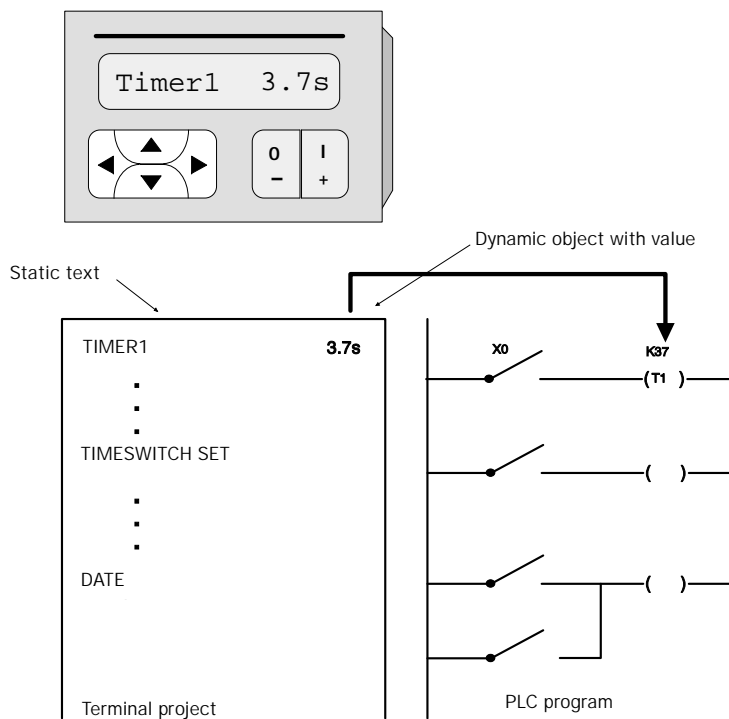 Timer1 3.7s
0 I
− +
Dynamic object with value
Static text
TIMER1 3.7s
X0 K37
(T1 )
TIMESWITCH SET
( )
DATE
( )
Terminal project
PLC program